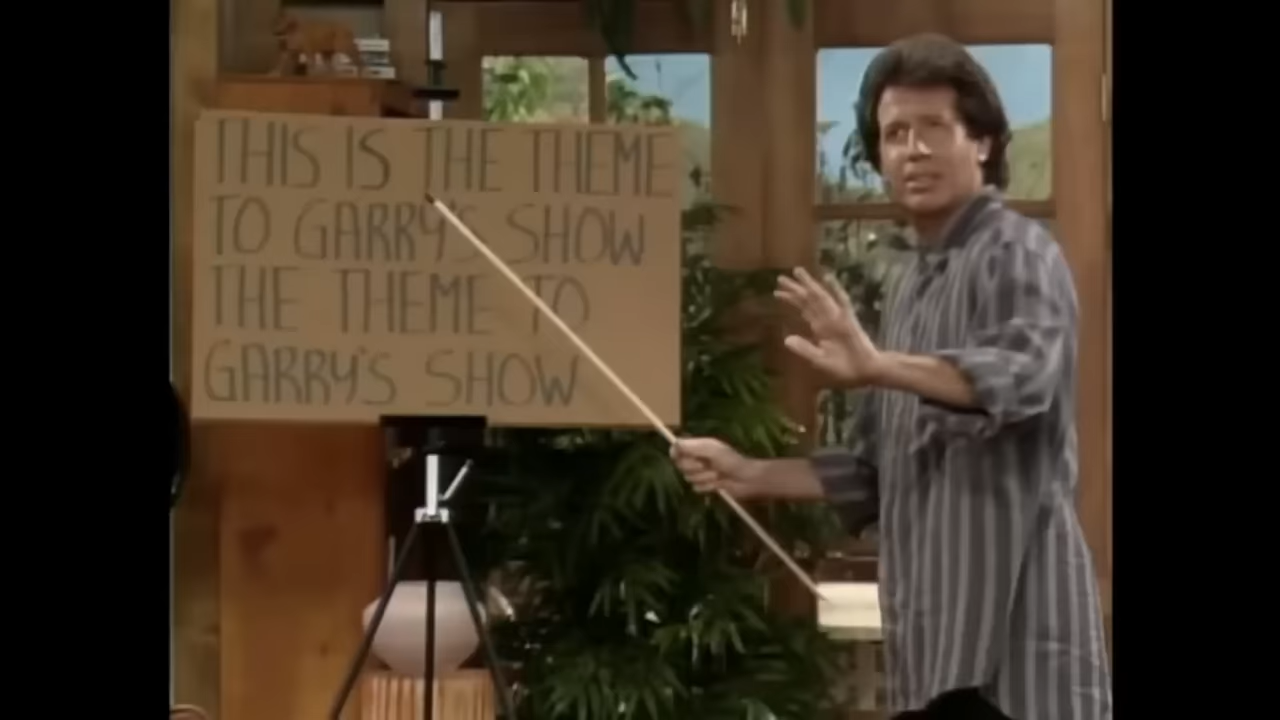 THIS IS THE THEME
TO GARRY'S SHOW
THE THEME TO
GARRY'S SHOW